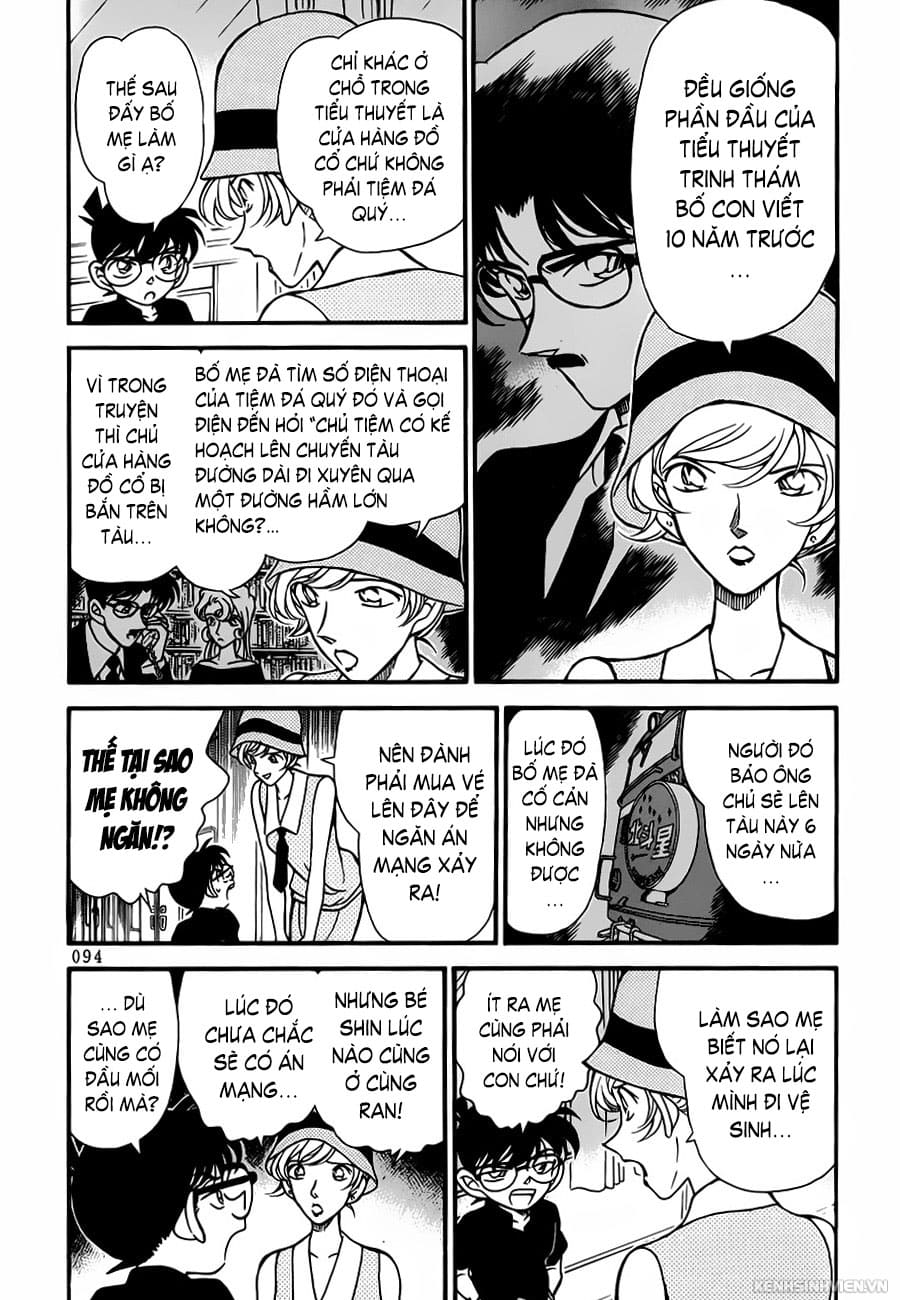 ĐỀU GIỐNG
PHẦN ĐẦU CỦA
TIỂU THUYẾT
TRINH THÁM
BỐ CON VIẾT
10 NĂM TRƯỚC
...
CHỈ KHÁC Ở
CHỖ TRONG
TIỂU THUYẾT LÀ
CỬA HÀNG ĐỒ
CỔ CHỨ KHÔNG
PHẢI TIỆM ĐÁ
QUÝ...
THẾ SAU
ĐẤY BỐ
MẸ LÀM
GÌ Ạ?
BỐ MẸ ĐÃ TÌM SỐ ĐIỆN THOẠI
CỦA TIỆM ĐÁ QUÝ ĐÓ VÀ GỌI
ĐIỆN ĐẾN HỎI "CHỦ TIỆM CÓ KẾ
HOẠCH LÊN CHUYẾN TÀU
ĐƯỜNG DÀI ĐI XUYÊN QUA
MỘT ĐƯỜNG HẦM LỚN
KHÔNG?...
VÌ TRONG
TRUYỆN
THÌ CHỦ
CỬA HÀNG
ĐỒ CỔ BỊ
BẮN TRÊN
TÀU...
NGƯỜI ĐÓ
BẢO ÔNG
CHỦ SẼ LÊN
TÀU NÀY 6
NGÀY NỮA
...
LÚC ĐÓ
BỐ MẸ ĐÃ
CỐ CẢN
NHƯNG
KHÔNG
ĐƯỢC
...
北斗星
NÊN ĐÀNH
PHẢI MUA VÉ
LÊN ĐÂY ĐỂ
NGĂN ÁN
MẠNG XẢY
RA!
THẾ TẠI SAO
MẸ KHÔNG
NGĂN!?
094
LÀM SAO MẸ
BIẾT NÓ LẠI
XẢY RA LÚC
MÌNH ĐI VỆ
SINH...
ÍT RA MẸ
CŨNG PHẢI
NÓI VỚI
CON CHỨ!
NHƯNG BÉ
SHIN LÚC
NÀO CŨNG
Ở CÙNG
RAN!
LÚC ĐÓ
CHƯA CHẮC
SẼ CÓ ÁN
MẠNG...
... DÙ
SAO MẸ
CŨNG CÓ
ĐẦU MỐI
RỒI MÀ?
KENHSINHVIEN.VN